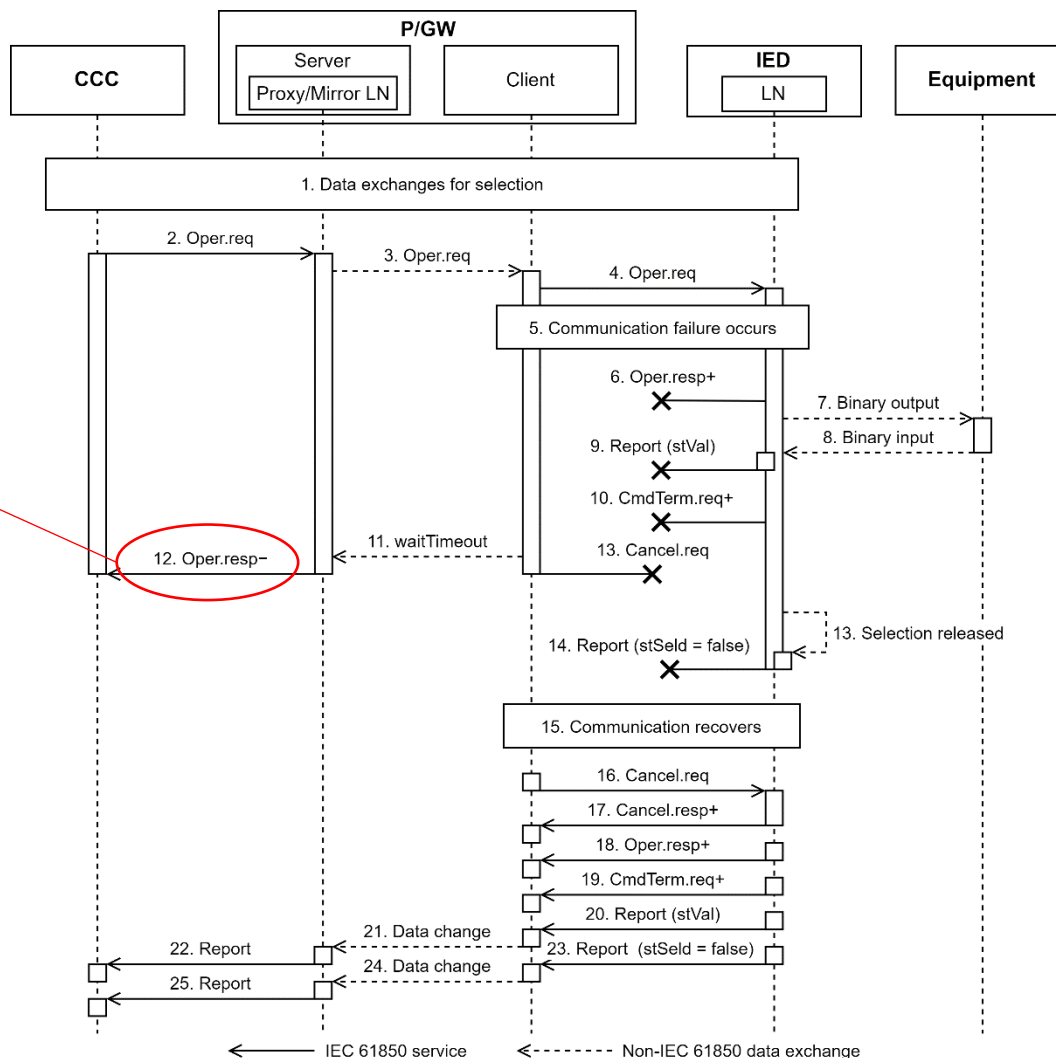 P/GW
CCC
Server
Proxy/Mirror LN
Client
IED
LN
Equipment
1. Data exchanges for selection
2. Oper.req
3. Oper.req
4. Oper.req
5. Communication failure occurs
6. Oper.resp+
7. Binary output
8. Binary input
9. Report (stVal)
10. CmdTerm.req+
11. waitTimeout
12. Oper.resp−
13. Cancel.req
13. Selection released
14. Report (stSeld = false)
15. Communication recovers
16. Cancel.req
17. Cancel.resp+
18. Oper.resp+
19. CmdTerm.req+
20. Report (stVal)
21. Data change
22. Report
23. Report (stSeld = false)
24. Data change
25. Report
IEC 61850 service
Non-IEC 61850 data exchange